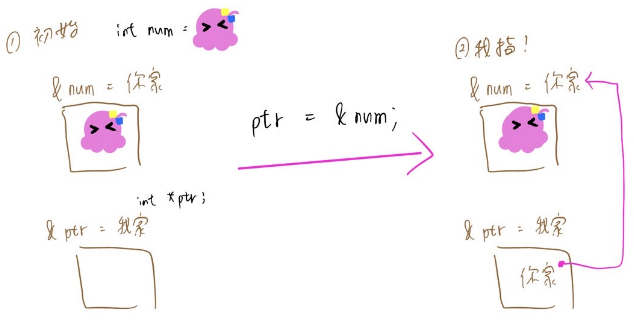 ① 初始
int num =
& num = 你家
int *ptr;
& ptr = 我家
ptr = & num;
② 我指！
& num = 你家
& ptr = 我家
你家